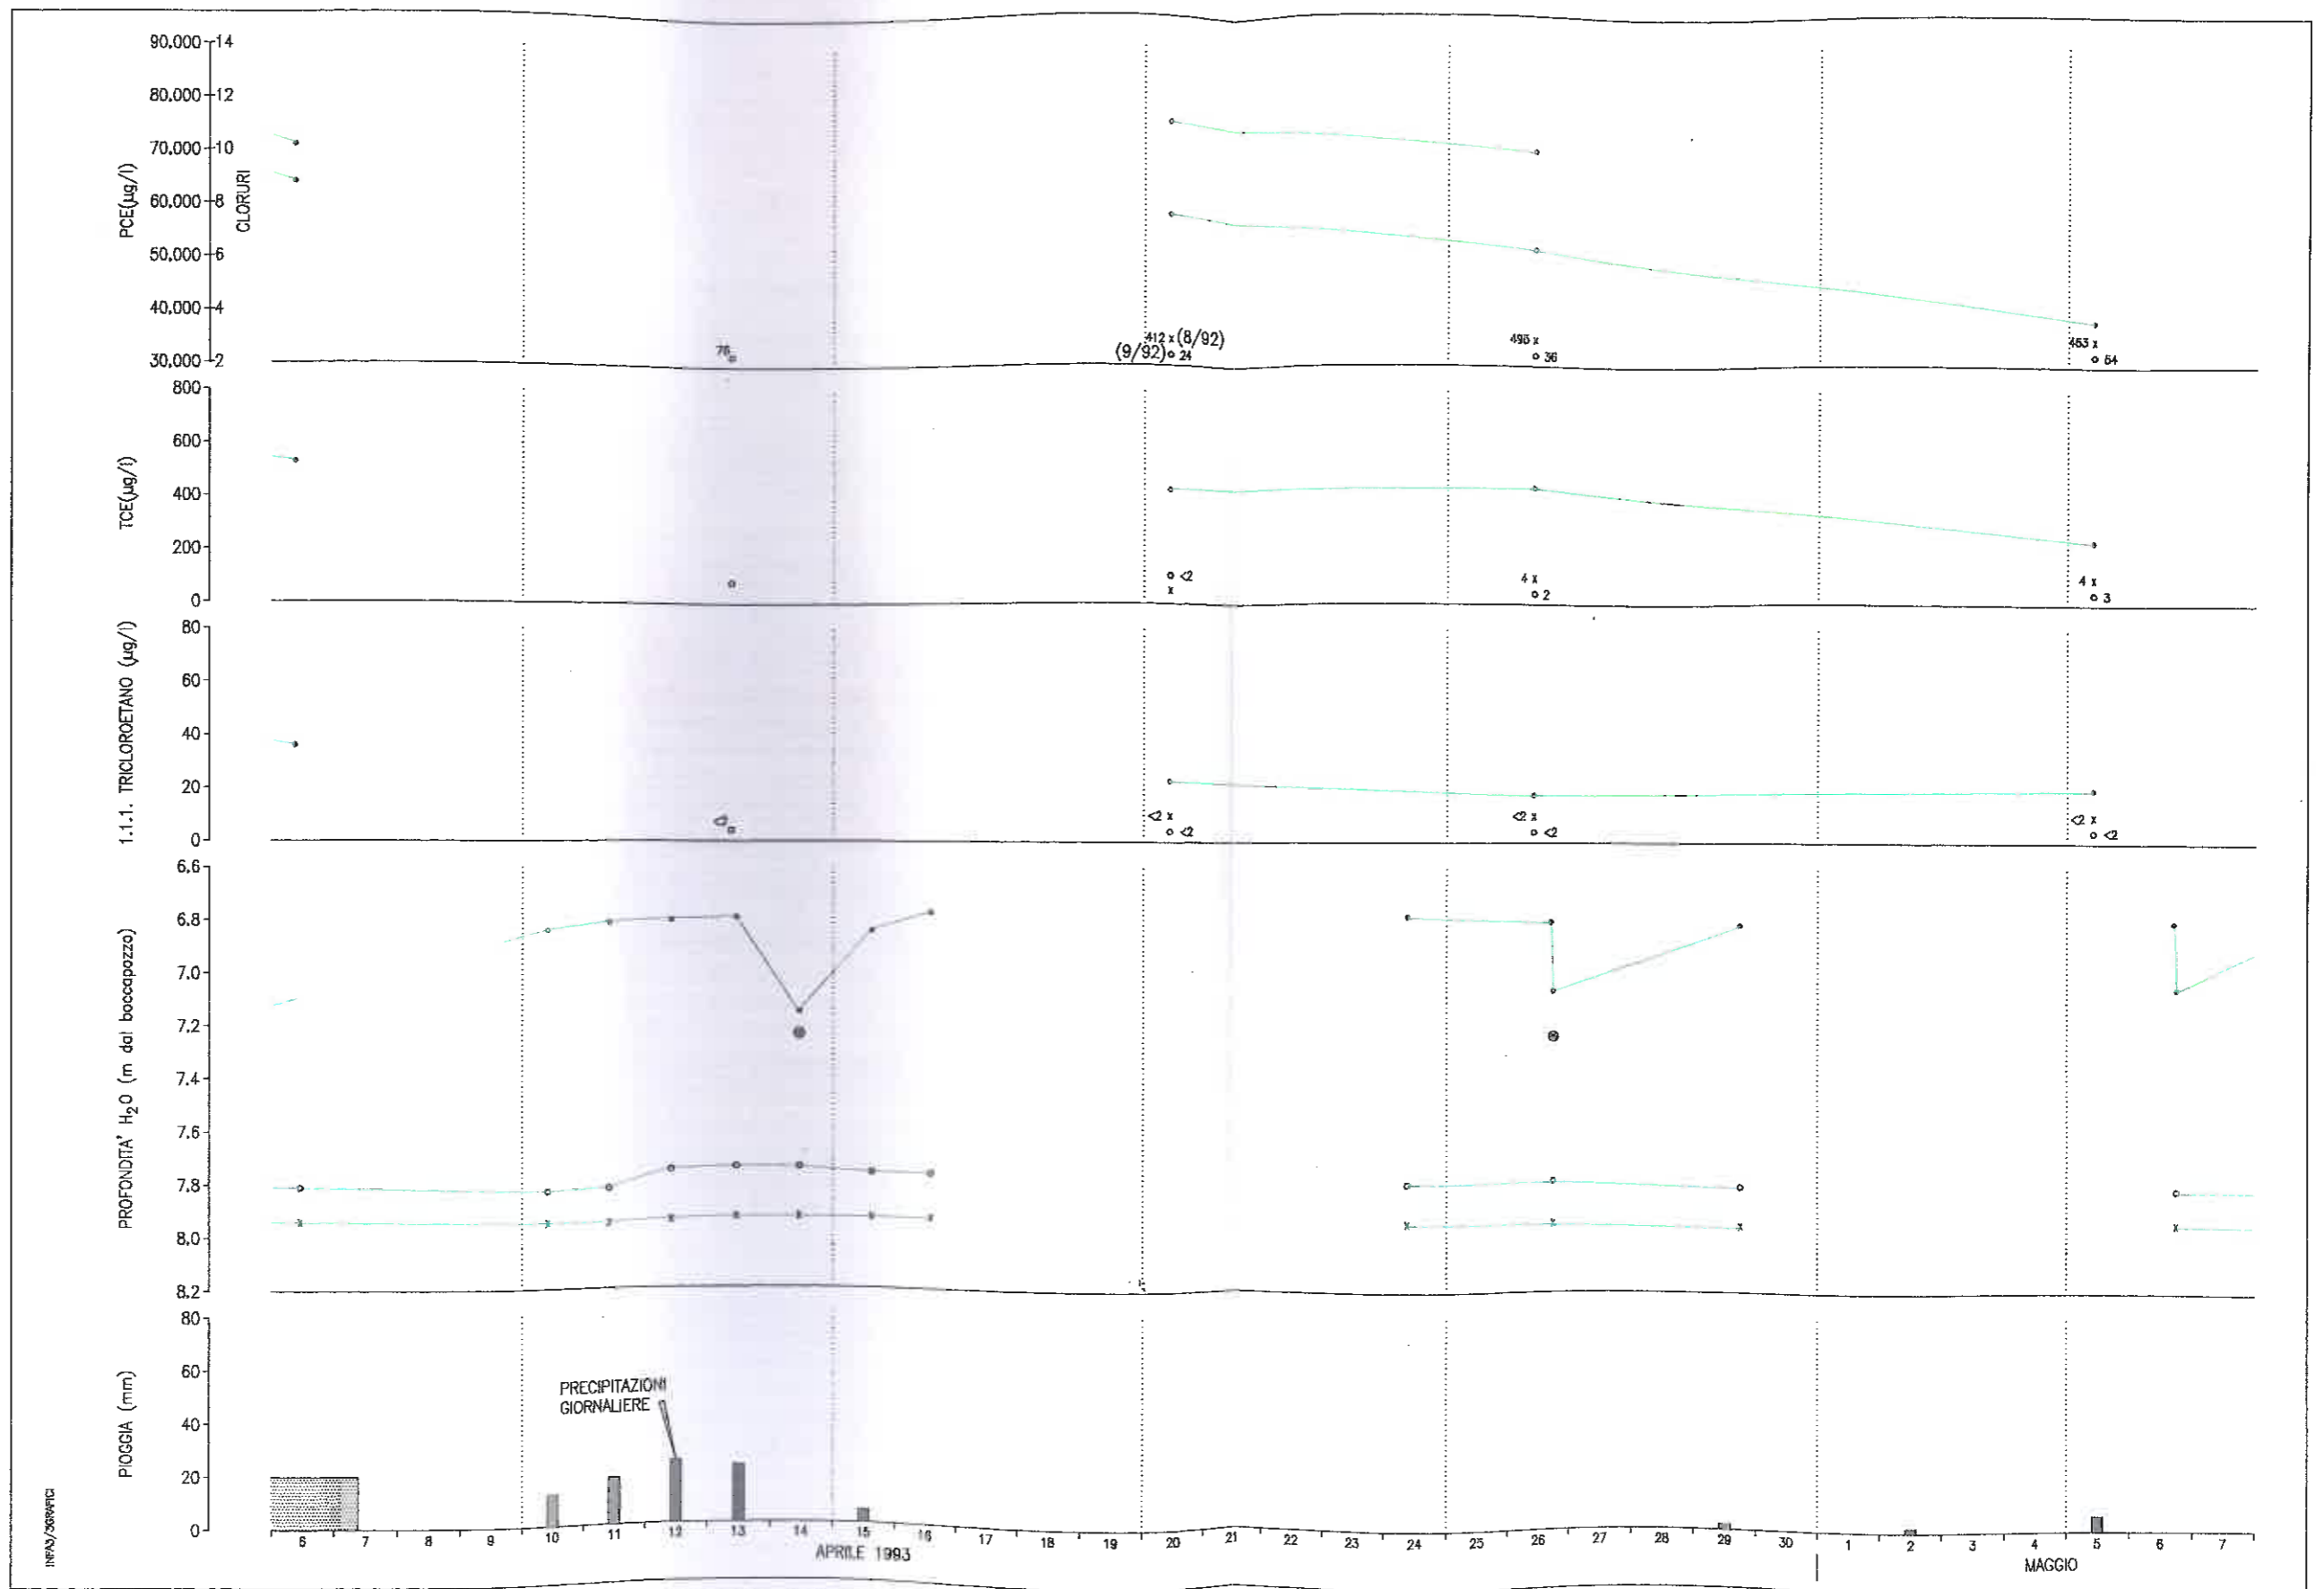 90.000 14
80.000 12
70.000 10
60.000 8
50.000 6
40.000 4
30.000 2
PCE(µg/l)
CLORURI
76
412 x (8/92)
(9/92) o 24
495 x
o 36
453 x
o 64
800
600
400
200
0
TCE(µg/l)
o <2
x
4 x
o 2
4 x
o 3
80
60
40
20
0
1.1.1. TRICLOROETANO (µg/l)
<2 x
o <2
<2 x
o <2
<2 x
o <2
6.6
6.8
7.0
7.2
7.4
7.6
7.8
8.0
8.2
PROFONDITA' H₂O (m dal boccapozzo)
80
60
40
20
0
PIOGGIA (mm)
PRECIPITAZIONI
GIORNALIERE
6 7 8 9 10 11 12 13 14 15 16 17 18 19 20 21 22 23 24 25 26 27 28 29 30 1 2 3 4 5 6 7
APRILE 1993
MAGGIO